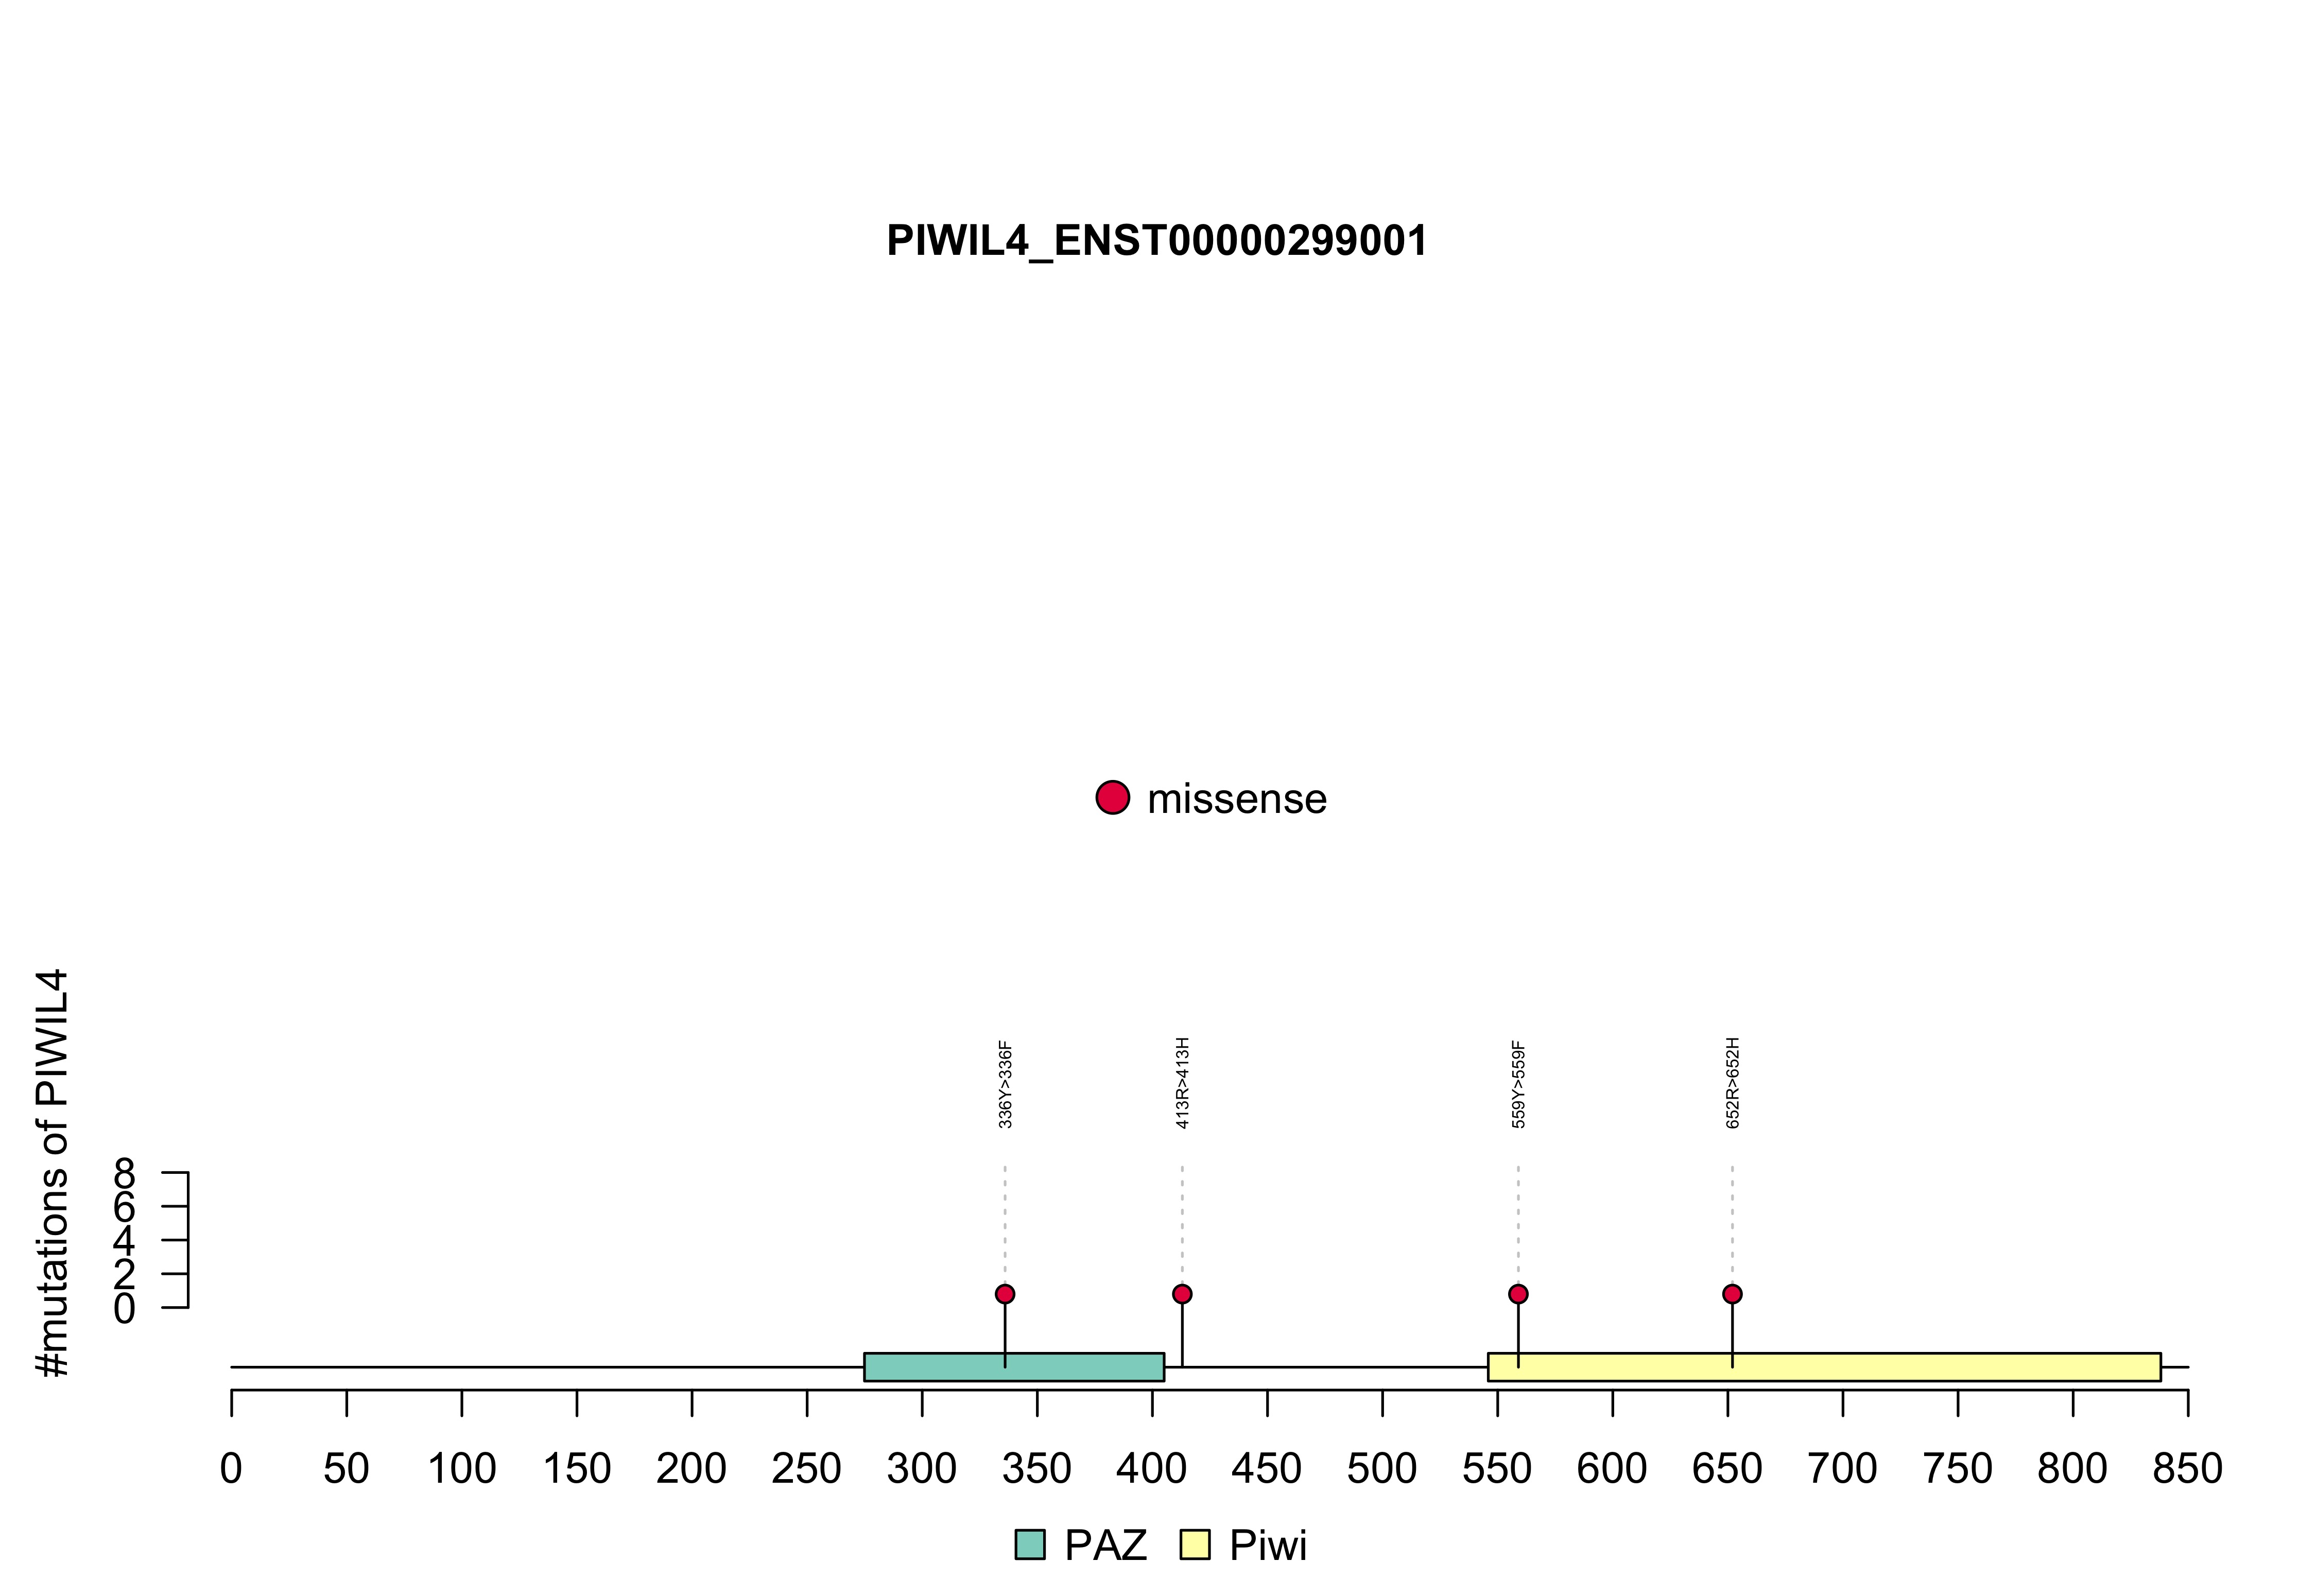 PIWIL4_ENST00000299001
missense
#mutations of PIWIL4
336Y>336F
413R>413H
559Y>559F
652R>652H
8
6
4
2
0
0 50 100 150 200 250 300 350 400 450 500 550 600 650 700 750 800 850
PAZ Piwi